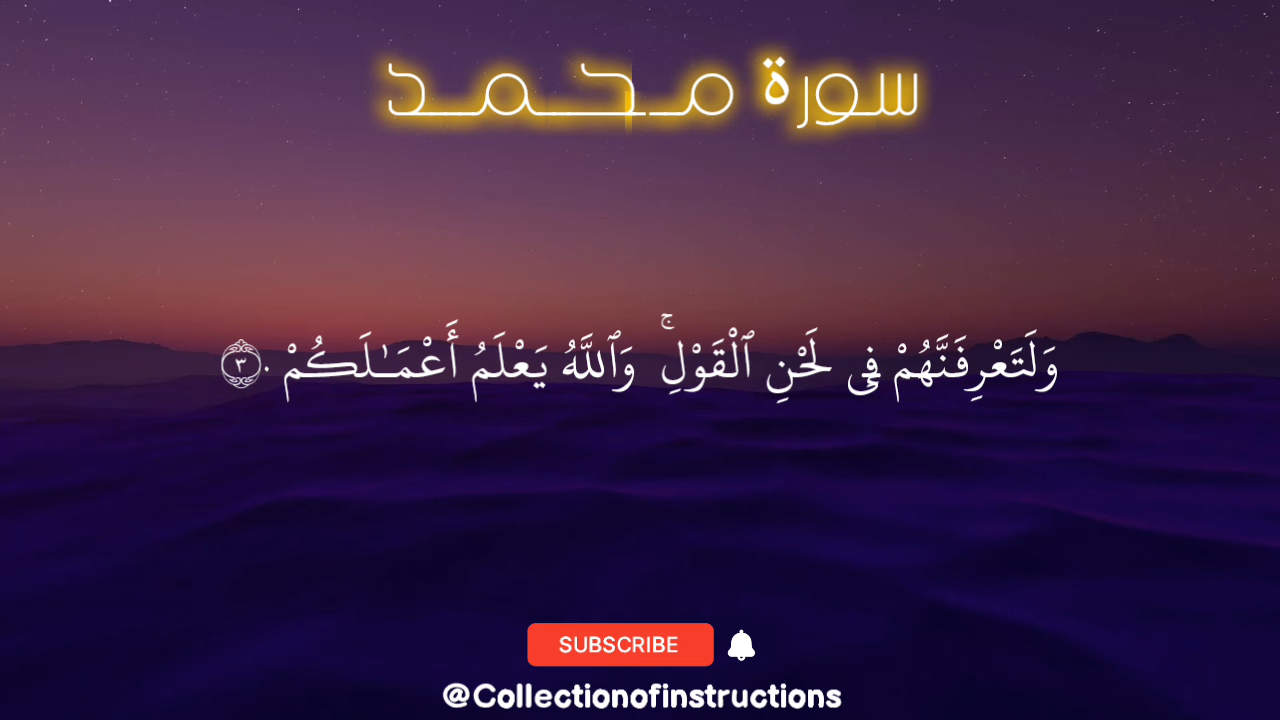 سورة محمد
وَلَتَعْرِفَنَّهُمْ فِى لَحْنِ ٱلْقَوْلِ ۚ وَٱللَّهُ يَعْلَمُ أَعْمَـٰلَكُمْ ٣٠
SUBSCRIBE
@Collectionofinstructions